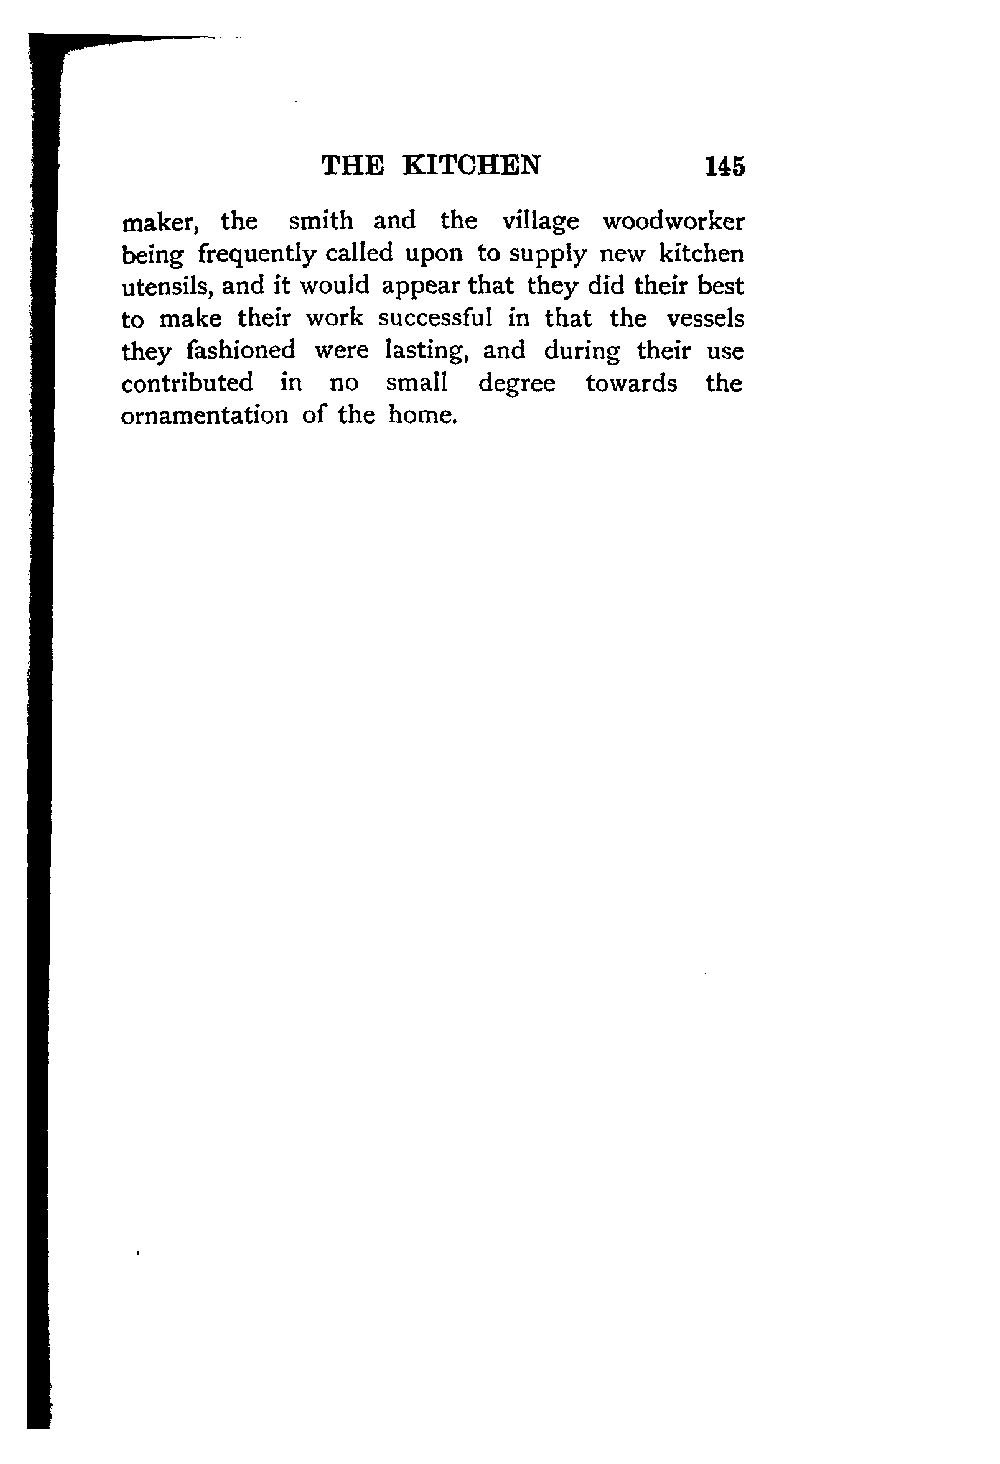 THE KITCHEN 145
maker, the smith and the village woodworker
being frequently called upon to supply new kitchen
utensils, and it would appear that they did their best
to make their work successful in that the vessels
they fashioned were lasting, and during their use
contributed in no small degree towards the
ornamentation of the home.